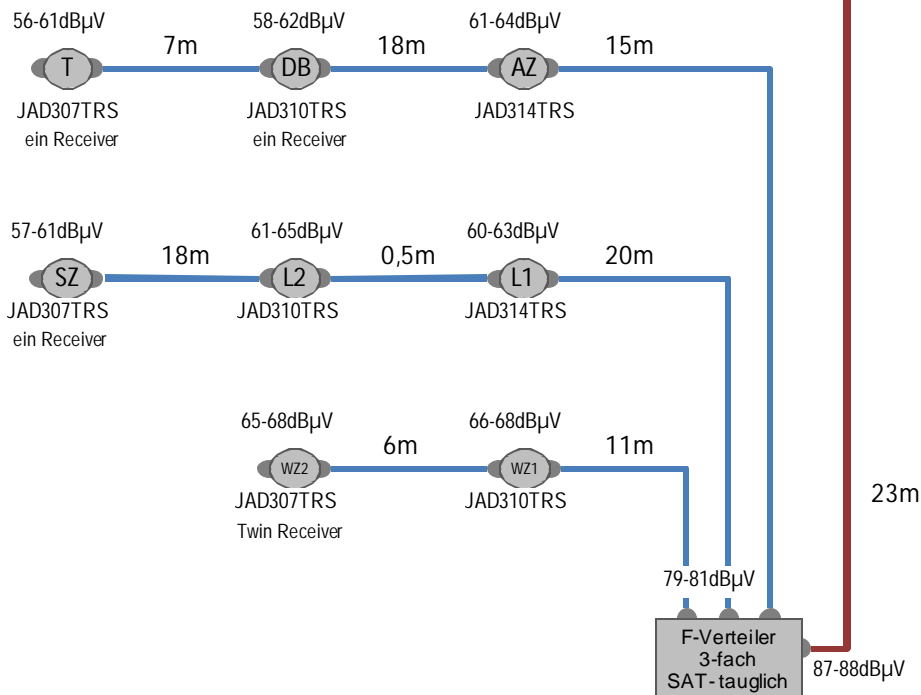 56-61dBµV
58-62dBµV
61-64dBµV
7m
18m
15m
T
DB
AZ
JAD307TRS
JAD310TRS
JAD314TRS
ein Receiver
ein Receiver
57-61dBµV
61-65dBµV
60-63dBµV
18m
0,5m
20m
SZ
L2
L1
JAD307TRS
JAD310TRS
JAD314TRS
ein Receiver
65-68dBµV
66-68dBµV
6m
11m
WZ2
WZ1
JAD307TRS
JAD310TRS
Twin Receiver
23m
79-81dBµV
F-Verteiler
3-fach
SAT-tauglich
87-88dBµV